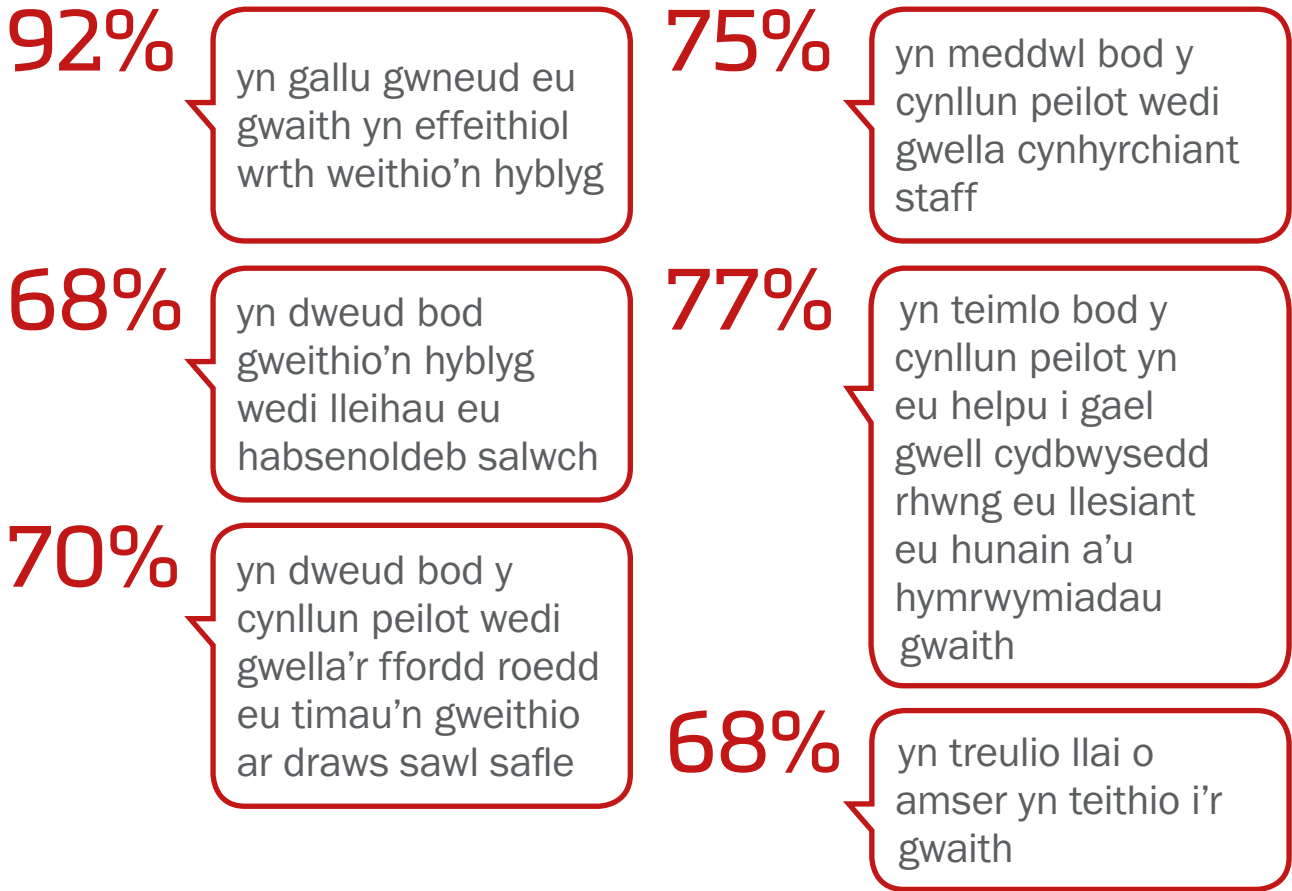 92%
yn gallu gwneud eu
gwaith yn effeithiol
wrth weithio’n hyblyg
68%
yn dweud bod
gweithio’n hyblyg
wedi lleihau eu
habsenoldeb salwch
70%
yn dweud bod y
cynllun peilot wedi
gwella’r ffordd roedd
eu timau’n gweithio
ar draws sawl safle
75%
yn meddwl bod y
cynllun peilot wedi
gwella cynhyrchiant
staff
77%
yn teimlo bod y
cynllun peilot yn
eu helpu i gael
gwell cydbwysedd
rhwng eu llesiant
eu hunain a’u
hymrwymiadau
gwaith
68%
yn treulio llai o
amser yn teithio i’r
gwaith